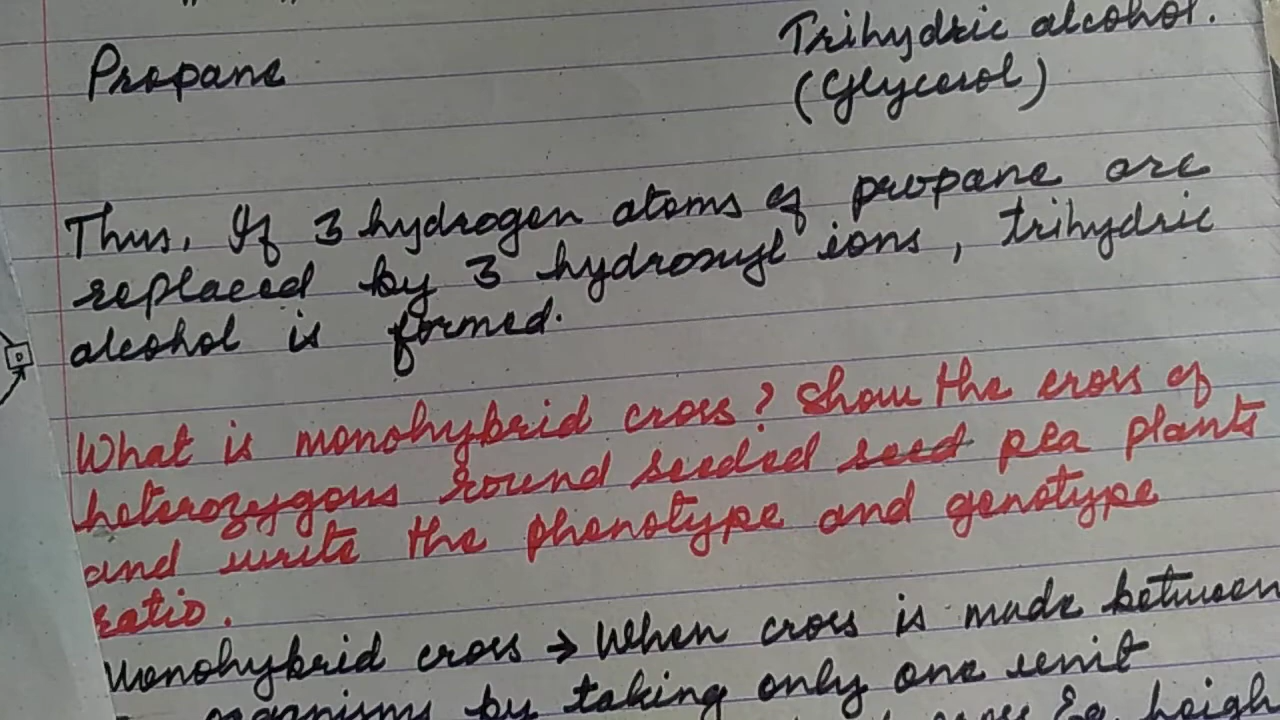 Propane
Trihydric alcohol.
(Glycerol)
Thus, If 3 hydrogen atoms of propane are
replaced by 3 hydroxyl ions, trihydric
alcohol is formed.
What is monohybrid cross? Show the cross of
heterozygous round seeded seed pea plants
and write the phenotype and genotype
ratio.
Monohybrid cross → When cross is made between
organisms by taking only one unit
Eg. heigh